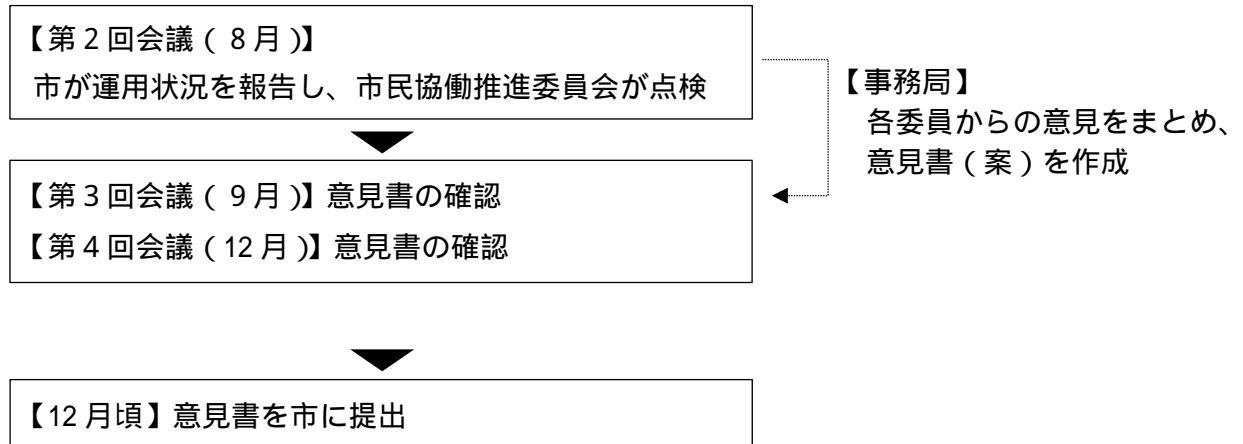 【第２回会議（８月）】
市が運用状況を報告し、市民協働推進委員会が点検
【事務局】
各委員からの意見をまとめ、
意見書（案）を作成
【第３回会議（９月）】意見書の確認
【第４回会議（12月）】意見書の確認
【12月頃】意見書を市に提出